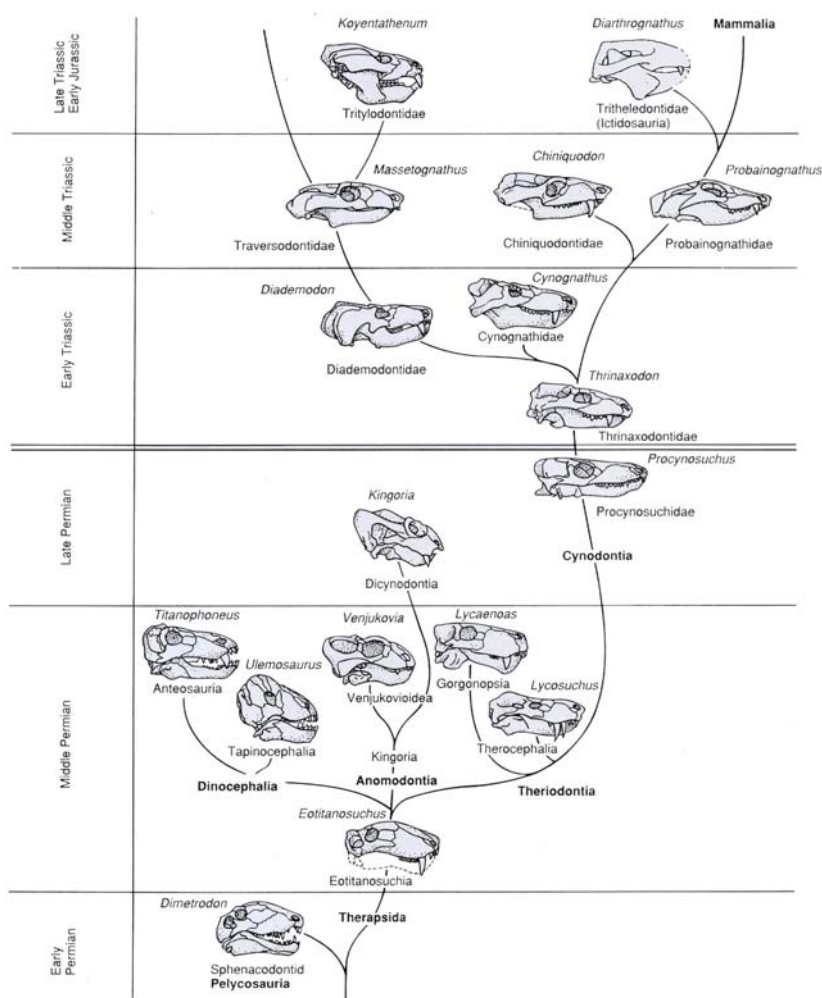 Late Triassic
Early Jurassic
Koyentathenum
Tritylodontidae
Diarthrognathus
Mammalia
Tritheledontidae
(Ictidosauria)
Middle Triassic
Massetognathus
Traversodontidae
Chiniquodon
Chiniquodontidae
Probainognathus
Probainognathidae
Early Triassic
Diademodon
Diademodontidae
Cynognathus
Cynognathidae
Thrinaxodon
Thrinaxodontidae
Late Permian
Procynosuchus
Procynosuchidae
Kingoria
Dicynodontia
Cynodontia
Middle Permian
Titanophoneus
Anteosauria
Ulemosaurus
Tapinocephalia
Dinocephalia
Venjukovia
Venjukovioidea
Kingoria
Anomodontia
Lycaenoas
Gorgonopsia
Lycosuchus
Therocephalia
Theriodontia
Eotitanosuchus
Eotitanosuchia
Early
Permian
Therapsida
Dimetrodon
Sphenacodontid
Pelycosauria